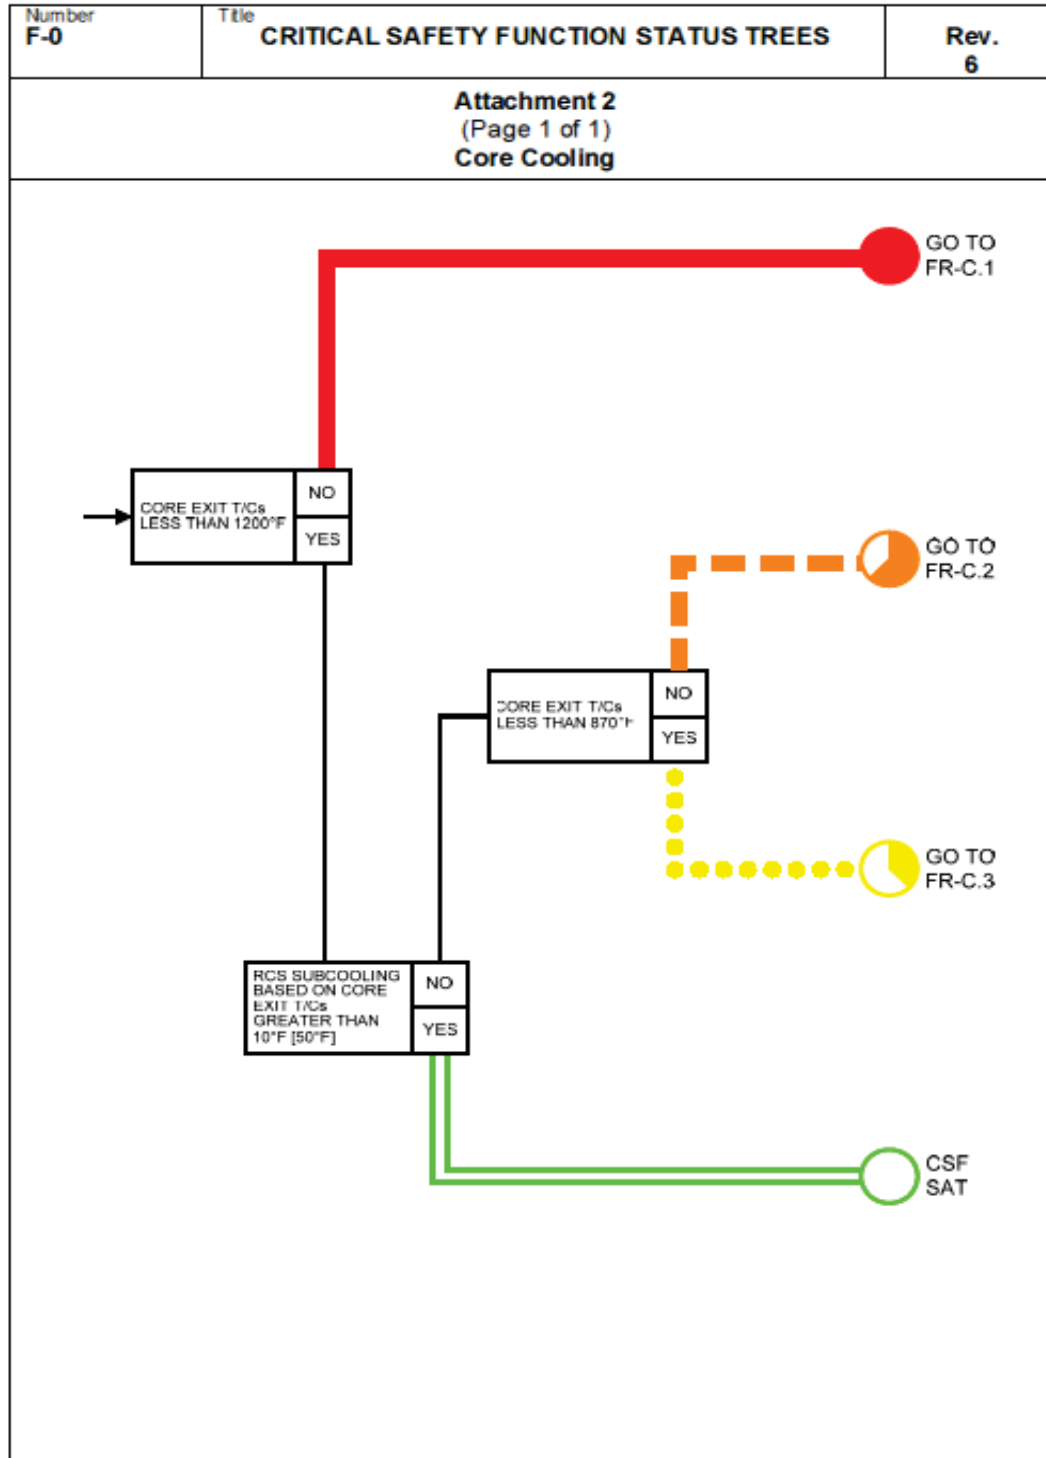 Number
F-0
Title
CRITICAL SAFETY FUNCTION STATUS TREES
Rev.
6
Attachment 2
(Page 1 of 1)
Core Cooling
GO TO
FR-C.1
CORE EXIT T/Cs
LESS THAN 1200°F
NO
YES
GO TO
FR-C.2
CORE EXIT T/Cs
LESS THAN 870°F
NO
YES
GO TO
FR-C.3
RCS SUBCOOLING
BASED ON CORE
EXIT T/Cs
GREATER THAN
10°F [50°F]
NO
YES
CSF
SAT